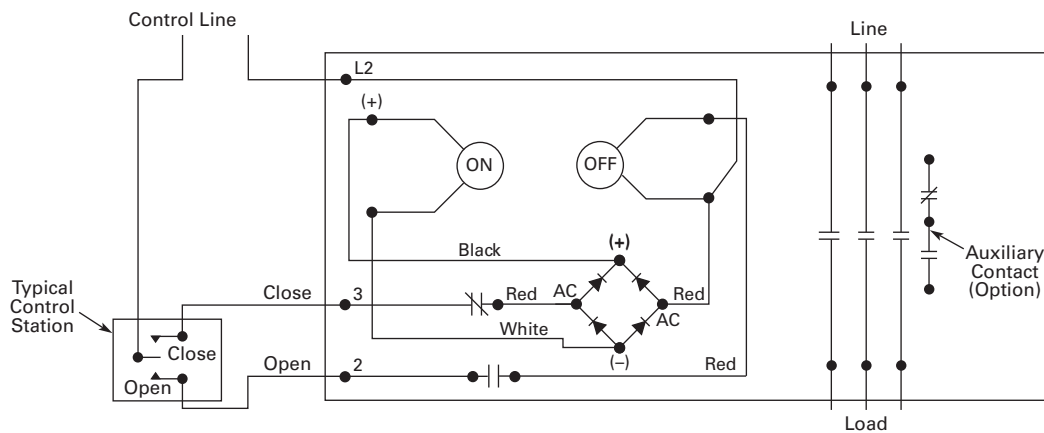 Control Line
Line
L2
(+)
ON
OFF
Black
(+)
Auxiliary
Contact
(Option)
Typical
Control
Station
Close
3
Red
AC
AC
Red
White
Close
(–)
Open
Open
2
Red
Load